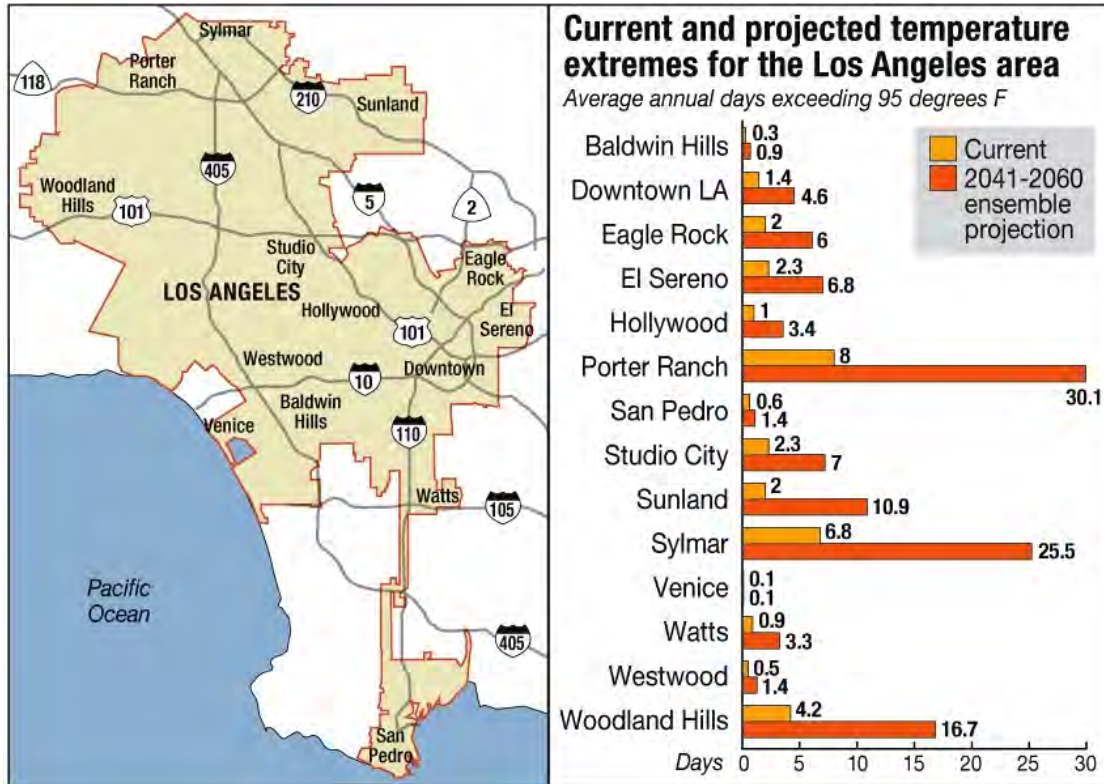 Sylmar
Porter
Ranch
118
210
Sunland
405
Woodland
Hills
101
5
2
Studio
City
Eagle
Rock
LOS ANGELES
Hollywood
El
Sereno
101
Westwood
10
Downtown
Baldwin
Hills
Venice
110
Watts
105
Pacific
Ocean
405
San
Pedro
Current and projected temperature
extremes for the Los Angeles area
Average annual days exceeding 95 degrees F
Current
2041-2060
ensemble
projection
Baldwin Hills 0.3
0.9
Downtown LA 1.4
4.6
Eagle Rock 2
6
El Sereno 2.3
6.8
Hollywood 1
3.4
Porter Ranch 8
30.1
San Pedro 0.6
1.4
Studio City 2.3
7
Sunland 2
10.9
Sylmar 6.8
25.5
Venice 0.1
0.1
Watts 0.9
3.3
Westwood 0.5
1.4
Woodland Hills 4.2
16.7
Days 0 5 10 15 20 25 30